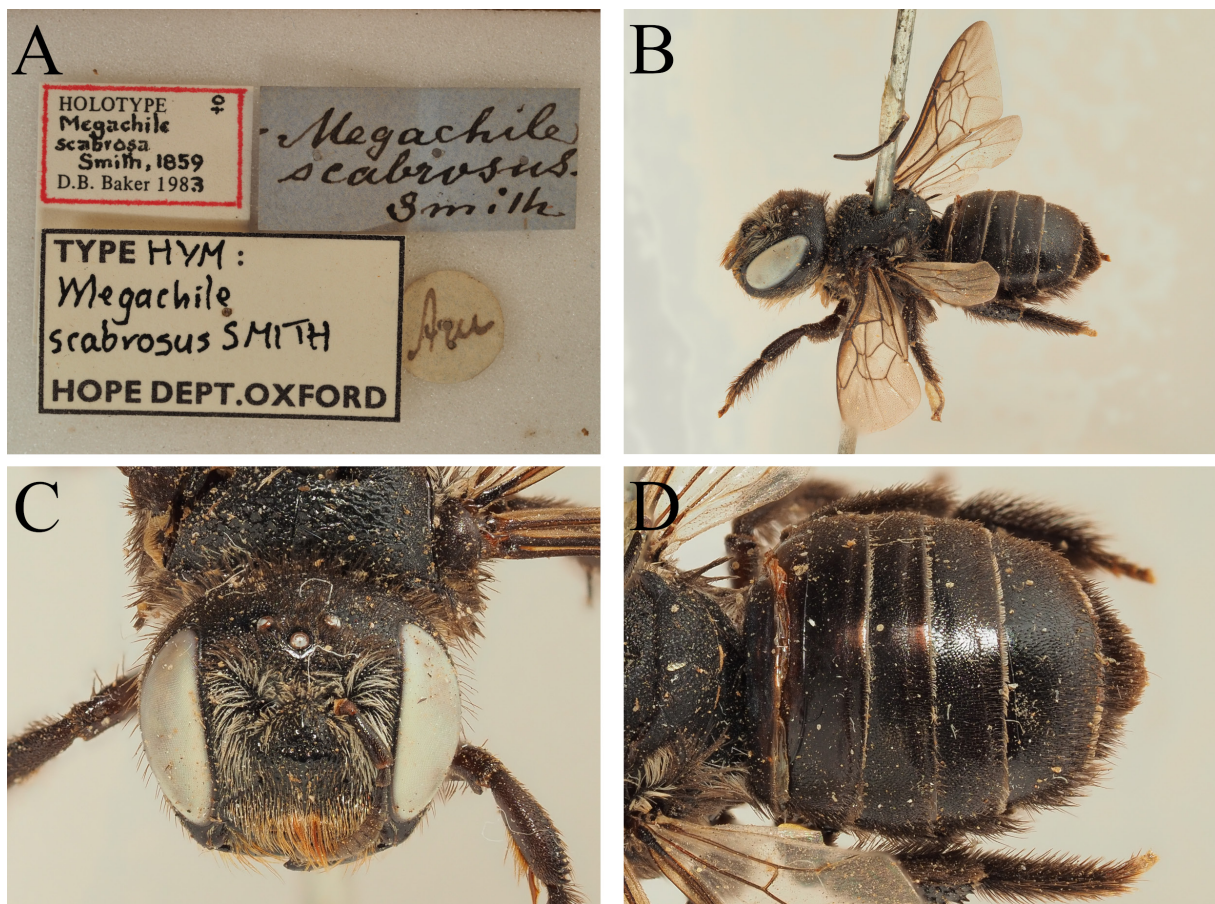 A
HOLOTYPE ♀
Megachile
scabrosa
Smith, 1859
D.B. Baker 1983
Megachile
scabrosus.
Smith
TYPE HYM:
Megachile
scabrosus SMITH
HOPE DEPT.OXFORD
B
C
D